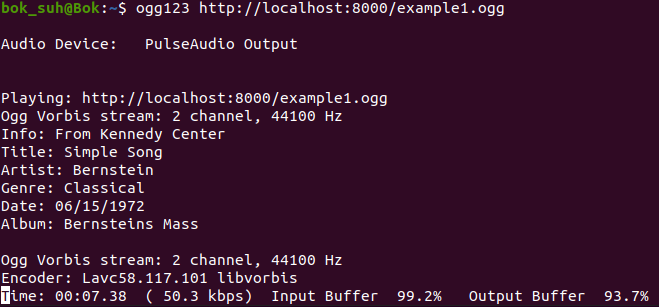 bok_suh@Bok:~$ ogg123 http://localhost:8000/example1.ogg
Audio Device:   PulseAudio Output
Playing: http://localhost:8000/example1.ogg
Ogg Vorbis stream: 2 channel, 44100 Hz
Info: From Kennedy Center
Title: Simple Song
Artist: Bernstein
Genre: Classical
Date: 06/15/1972
Album: Bernsteins Mass
Ogg Vorbis stream: 2 channel, 44100 Hz
Encoder: Lavc58.117.101 libvorbis
Time: 00:07.38  ( 50.3 kbps)  Input Buffer  99.2%   Output Buffer  93.7%